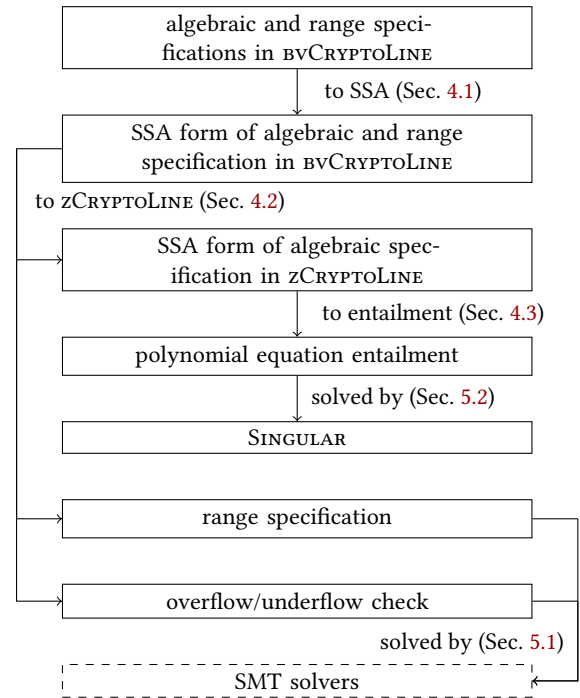 algebraic and range speci-
fications in bvCryptoLine
to SSA (Sec. 4.1)
SSA form of algebraic and range
specification in bvCryptoLine
to zCryptoLine (Sec. 4.2)
SSA form of algebraic spec-
ification in zCryptoLine
to entailment (Sec. 4.3)
polynomial equation entailment
solved by (Sec. 5.2)
Singular
range specification
overflow/underflow check
solved by (Sec. 5.1)
SMT solvers